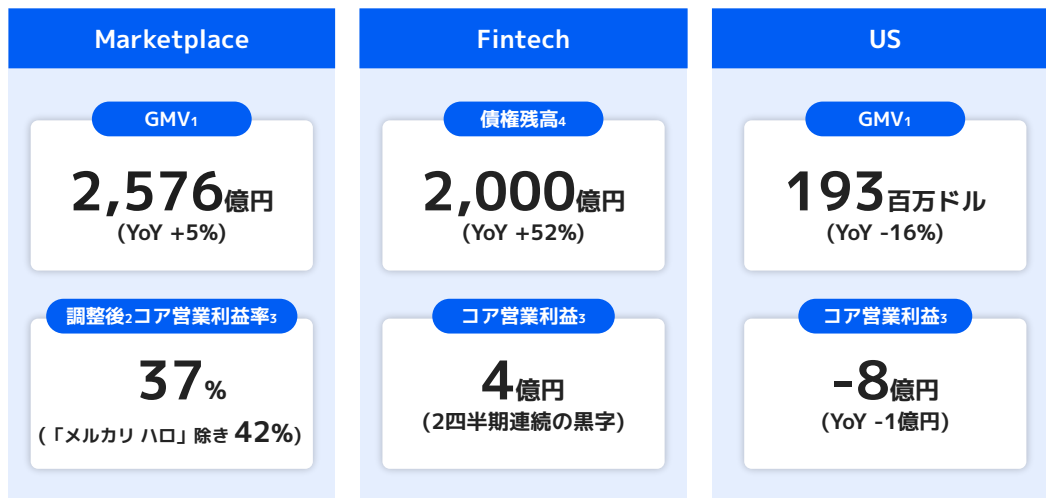 Marketplace
GMV1
2,576億円
(YoY +5%)
調整後2コア営業利益率3
37%
(「メルカリ ハロ」除き 42%)
Fintech
債権残高4
2,000億円
(YoY +52%)
コア営業利益3
4億円
(2四半期連続の黒字)
US
GMV1
193百万ドル
(YoY -16%)
コア営業利益3
-8億円
(YoY -1億円)